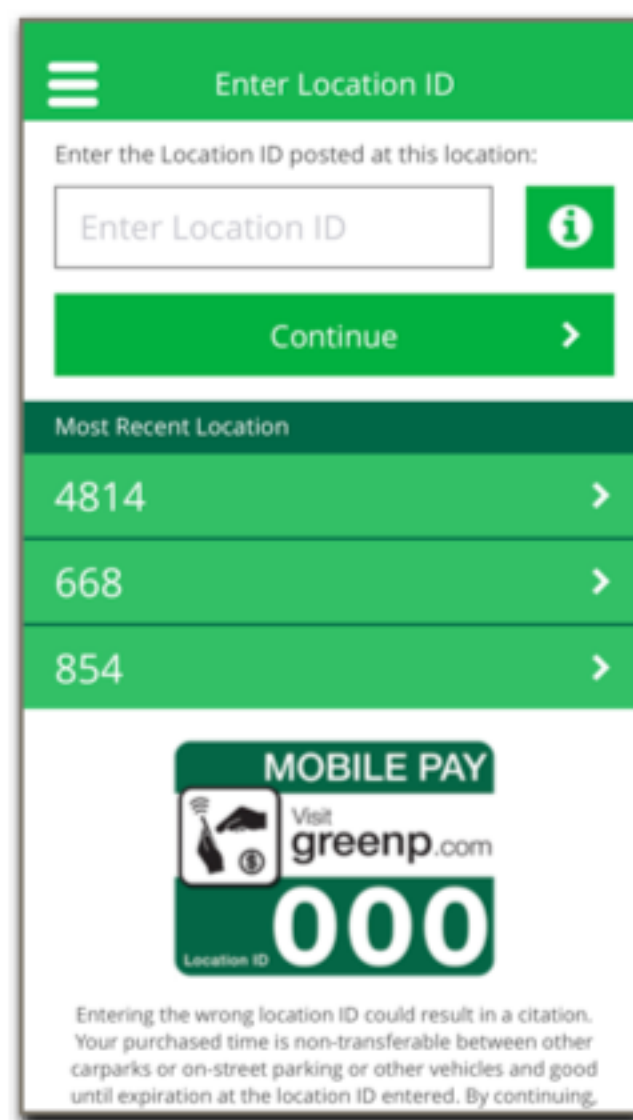 Enter Location ID
Enter the Location ID posted at this location:
Enter Location ID
Continue
Most Recent Location
4814
668
854
MOBILE PAY
Visit
greenp.com
Location ID 000
Entering the wrong location ID could result in a citation.
Your purchased time is non-transferable between other
carparks or on-street parking or other vehicles and good
until expiration at the location ID entered. By continuing,